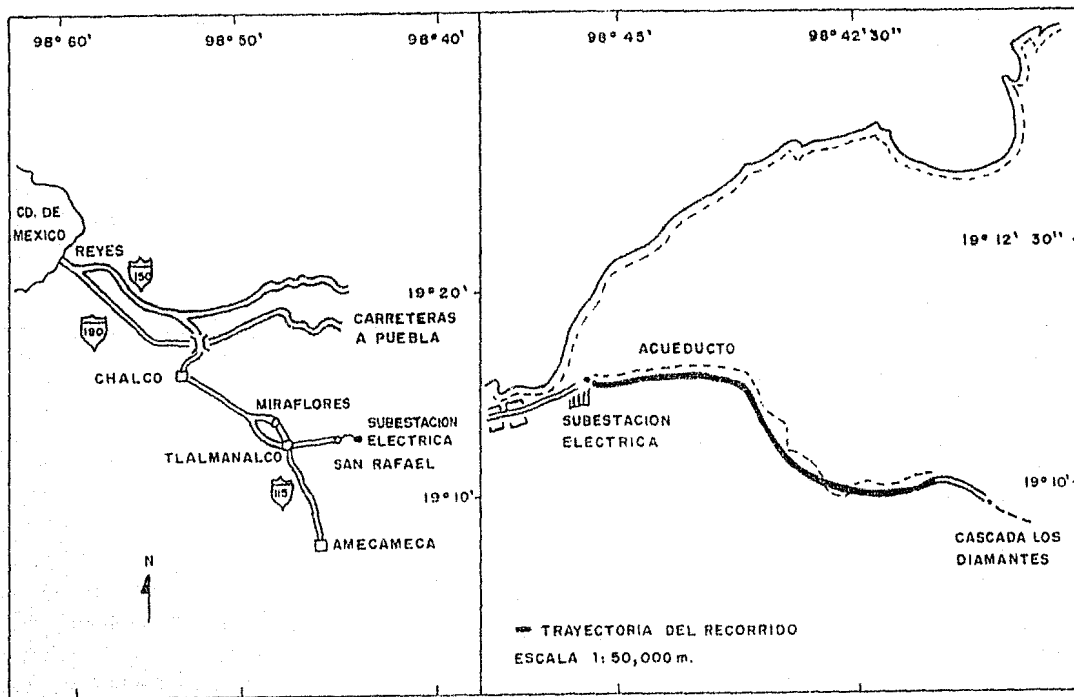 98° 60'
98° 50'
98° 40'
CD. DE
MEXICO
REYES
150
190
19° 20'
CARRETERAS
A PUEBLA
CHALCO
MIRAFLORES
SUBESTACION
ELECTRICA
TLALMANALCO
SAN RAFAEL
115
19° 10'
AMECAMECA
N
98° 45'
98° 42' 30"
19° 12' 30"
ACUEDUCTO
SUBESTACION
ELECTRICA
19° 10'
CASCADA LOS
DIAMANTES
TRAYECTORIA DEL RECORRIDO
ESCALA 1: 50,000 m.